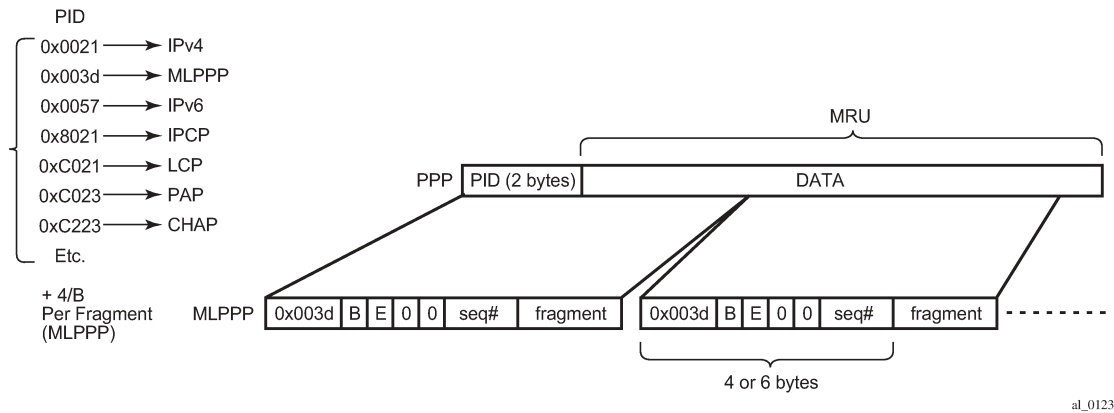 PID
0x0021 IPv4
0x003d MLPPP
0x0057 IPv6
0x8021 IPCP
0xC021 LCP
0xC023 PAP
0xC223 CHAP
Etc.
MRU
PPP PID (2 bytes) DATA
+ 4/B
Per Fragment
(MLPPP)
MLPPP 0x003d B E 0 0 seq# fragment 0x003d B E 0 0 seq# fragment
4 or 6 bytes
al_0123